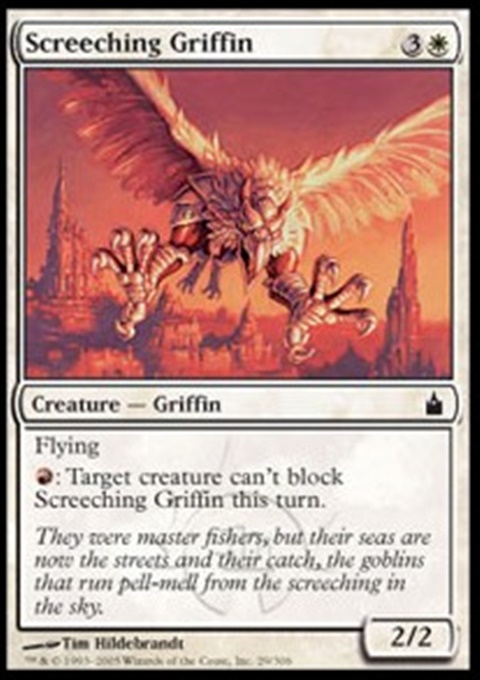 Screeching Griffin 3
Creature — Griffin
Flying
: Target creature can't block
Screeching Griffin this turn.
They were master fishers, but their seas are
now the streets and their catch, the goblins
that run pell-mell from the screeching in
the sky.
Tim Hildebrandt
2/2
™ & © 1993-2005 Wizards of the Coast, Inc. 29/306